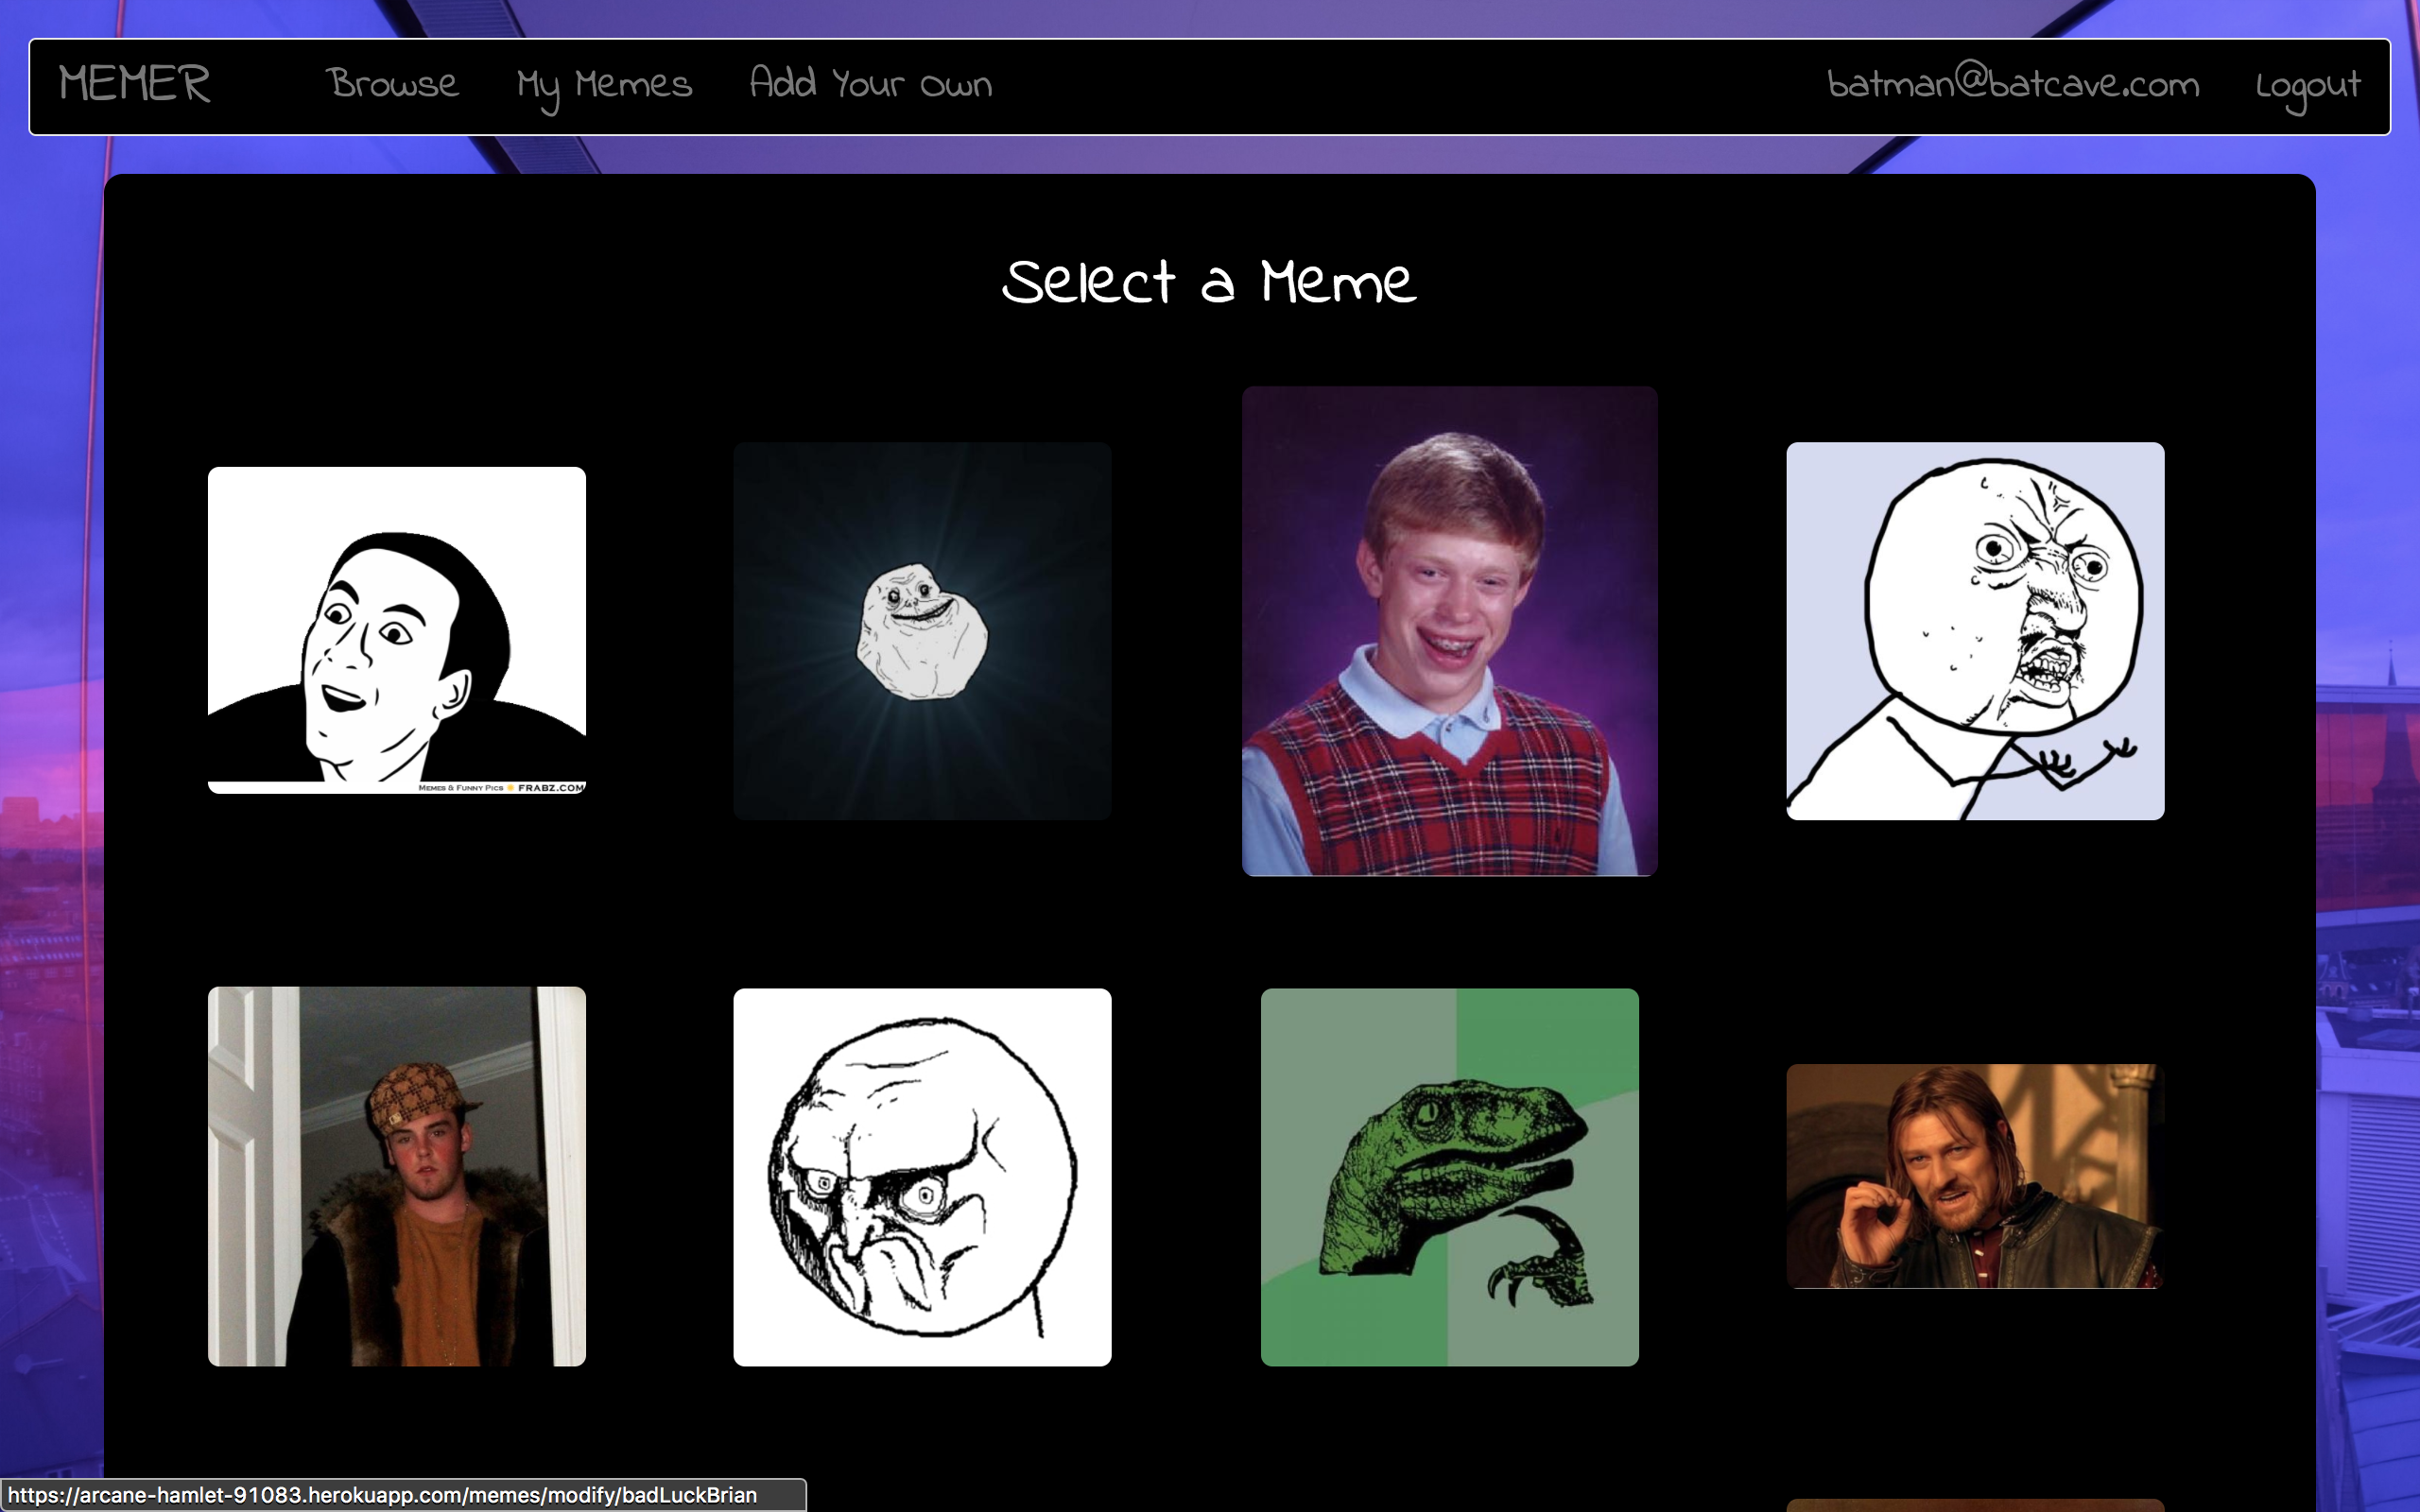 MEMER Browse My Memes Add Your Own batman@batcave.com Logout
Select a Meme
MEMES & FUNNY PICS FRABZ.COM
https://arcane-hamlet-91083.herokuapp.com/memes/modify/badLuckBrian